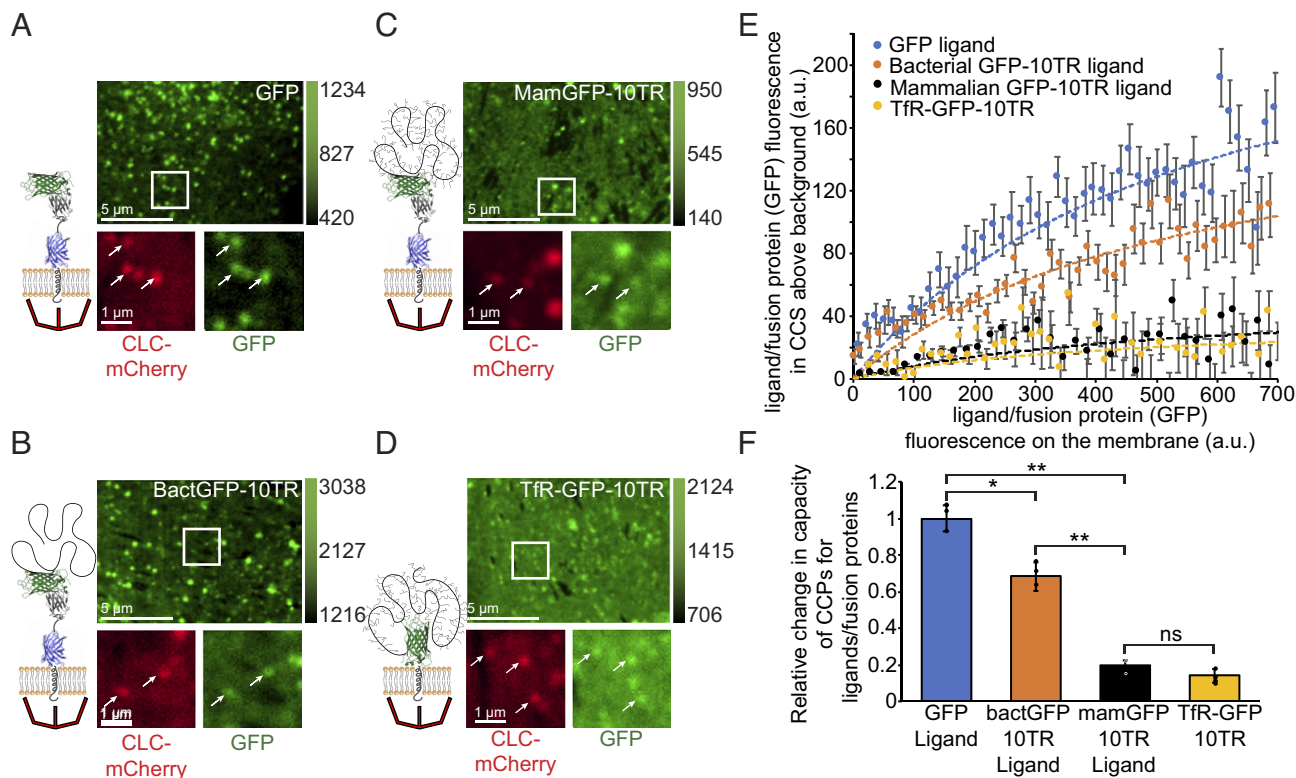 A
GFP
1234
827
420
5 µm
1 µm
CLC-
mCherry
GFP
B
BactGFP-10TR
3038
2127
1216
5 µm
1 µm
CLC-
mCherry
GFP
C
MamGFP-10TR
950
545
140
5 µm
1 µm
CLC-
mCherry
GFP
D
TfR-GFP-10TR
2124
1415
706
5 µm
1 µm
CLC-
mCherry
GFP
E
ligand/fusion protein (GFP) fluorescence
in CCS above background (a.u.)
200
160
120
80
40
0
GFP ligand
Bacterial GFP-10TR ligand
Mammalian GFP-10TR ligand
TfR-GFP-10TR
0 100 200 300 400 500 600 700
ligand/fusion protein (GFP)
fluorescence on the membrane (a.u.)
F
Relative change in capacity
of CCPs for
ligands/fusion proteins
1.2
1
0.8
0.6
0.4
0.2
0
**
*
**
ns
GFP
Ligand
bactGFP
10TR
Ligand
mamGFP
10TR
Ligand
TfR-GFP
10TR